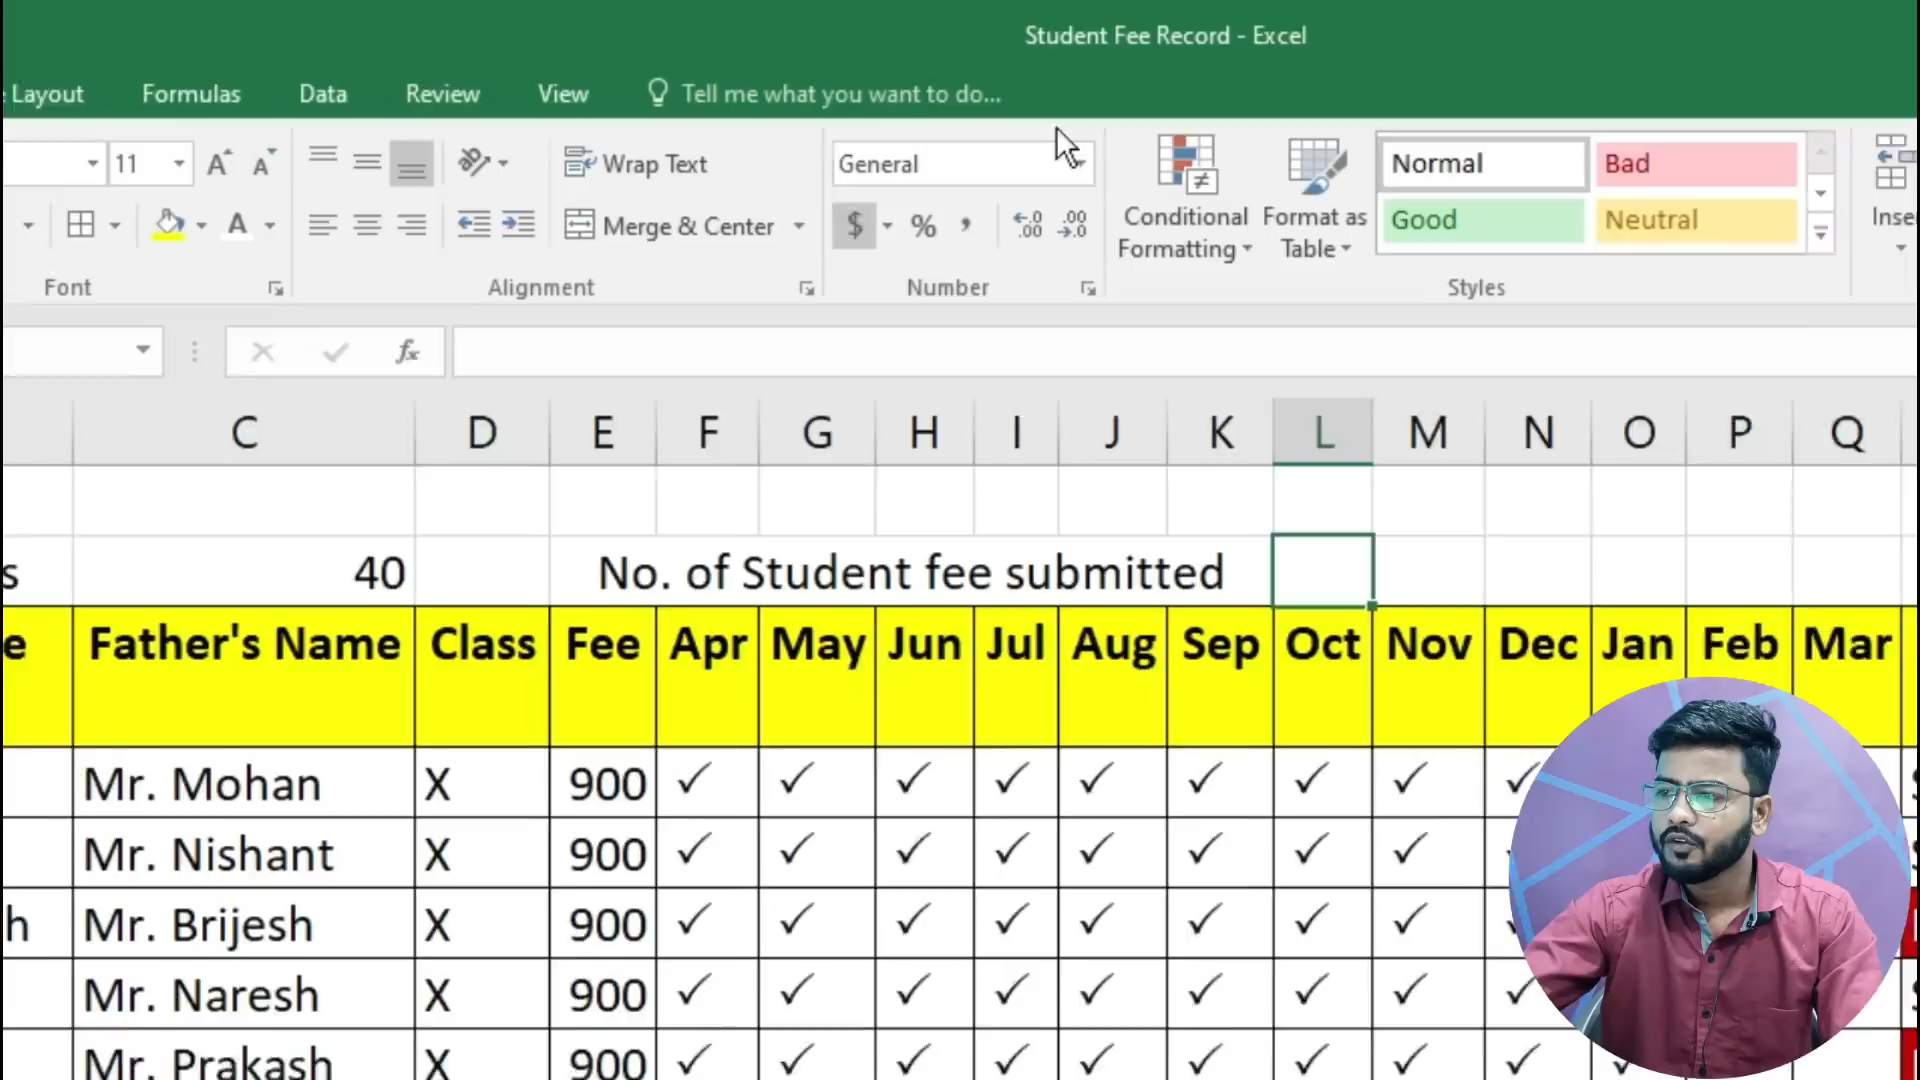 Student Fee Record - Excel
Layout Formulas Data Review View Tell me what you want to do...
11 A A Wrap Text General Normal Bad
A Merge & Center $ % , Conditional Formatting Format as Table Good Neutral
Font Alignment Number Styles
fx
C D E F G H I J K L M N O P Q
s 40 No. of Student fee submitted
e Father's Name Class Fee Apr May Jun Jul Aug Sep Oct Nov Dec Jan Feb Mar
Mr. Mohan X 900 ✓ ✓ ✓ ✓ ✓ ✓ ✓ ✓ ✓
Mr. Nishant X 900 ✓ ✓ ✓ ✓ ✓ ✓ ✓ ✓
h Mr. Brijesh X 900 ✓ ✓ ✓ ✓ ✓ ✓ ✓ ✓
Mr. Naresh X 900 ✓ ✓ ✓ ✓ ✓ ✓ ✓ ✓ ✓
Mr. Prakash X 900 ✓ ✓ ✓ ✓ ✓ ✓ ✓ ✓ ✓